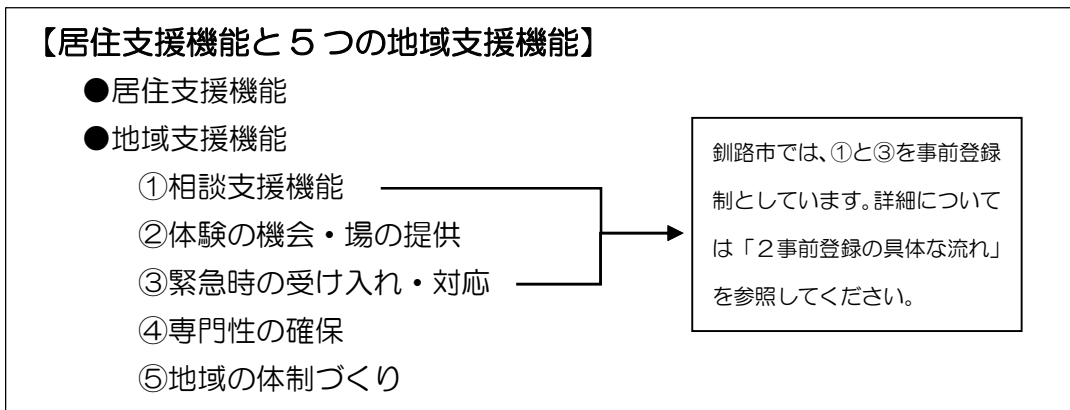 【居住支援機能と５つの地域支援機能】
●居住支援機能
●地域支援機能
①相談支援機能
②体験の機会・場の提供
③緊急時の受け入れ・対応
④専門性の確保
⑤地域の体制づくり
釧路市では、①と③を事前登録
制としています。詳細について
は「２事前登録の具体な流れ」
を参照してください。